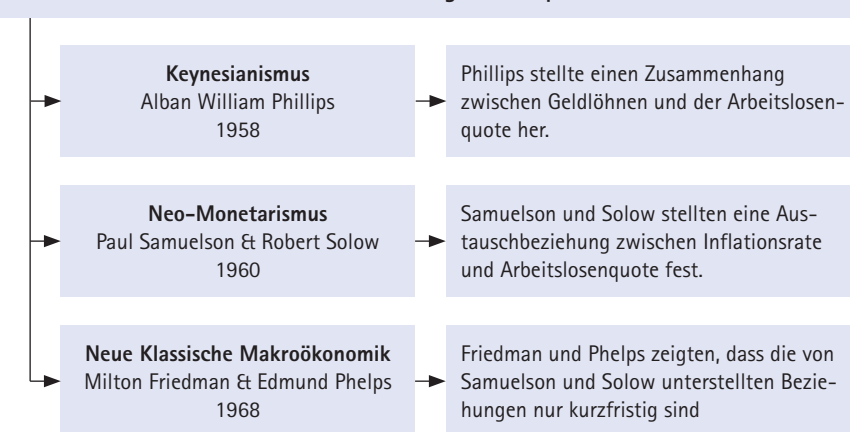 Keynesianismus
Alban William Phillips
1958
Phillips stellte einen Zusammenhang
zwischen Geldlöhnen und der Arbeitslosen-
quote her.
Neo-Monetarismus
Paul Samuelson & Robert Solow
1960
Samuelson und Solow stellten eine Aus-
tauschbeziehung zwischen Inflationsrate
und Arbeitslosenquote fest.
Neue Klassische Makroökonomik
Milton Friedman & Edmund Phelps
1968
Friedman und Phelps zeigten, dass die von
Samuelson und Solow unterstellten Bezie-
hungen nur kurzfristig sind